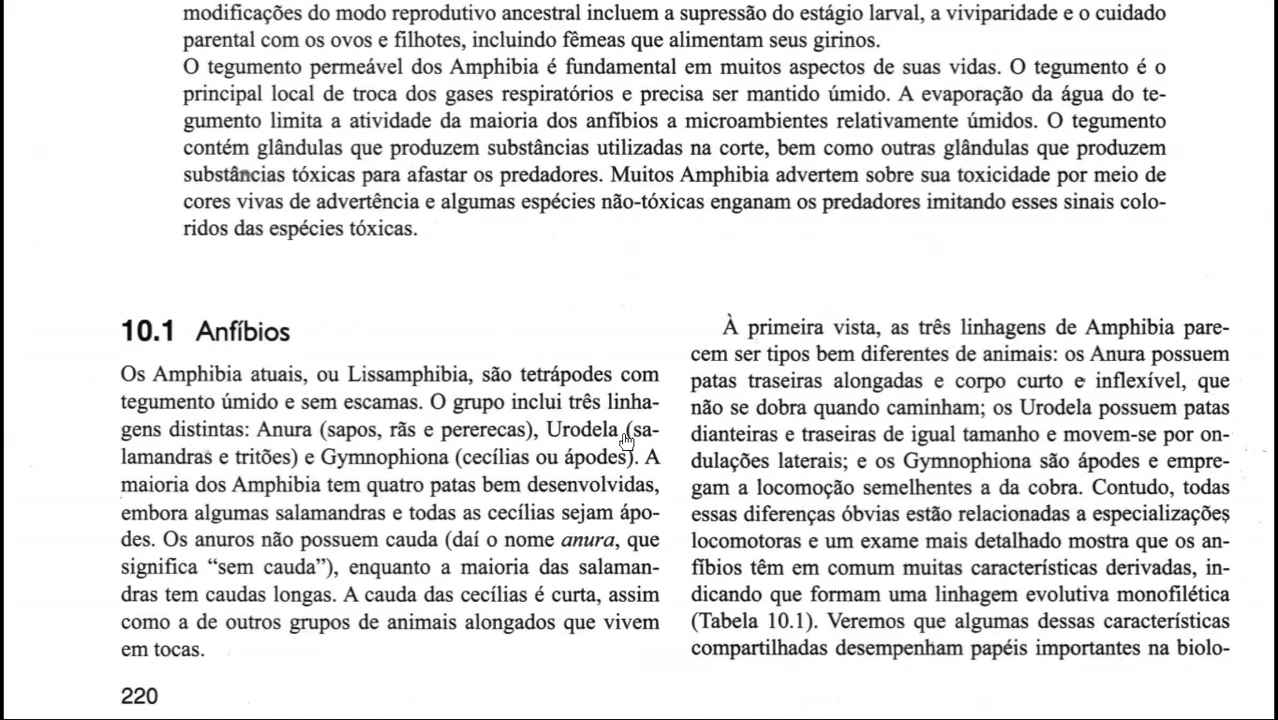 modificações do modo reprodutivo ancestral incluem a supressão do estágio larval, a viviparidade e o cuidado
parental com os ovos e filhotes, incluindo fêmeas que alimentam seus girinos.
O tegumento permeável dos Amphibia é fundamental em muitos aspectos de suas vidas. O tegumento é o
principal local de troca dos gases respiratórios e precisa ser mantido úmido. A evaporação da água do te-
gumento limita a atividade da maioria dos anfíbios a microambientes relativamente úmidos. O tegumento
contém glândulas que produzem substâncias utilizadas na corte, bem como outras glândulas que produzem
substâncias tóxicas para afastar os predadores. Muitos Amphibia advertem sobre sua toxicidade por meio de
cores vivas de advertência e algumas espécies não-tóxicas enganam os predadores imitando esses sinais colo-
ridos das espécies tóxicas.
10.1 Anfíbios
Os Amphibia atuais, ou Lissamphibia, são tetrápodes com
tegumento úmido e sem escamas. O grupo inclui três linha-
gens distintas: Anura (sapos, rãs e pererecas), Urodela (sa-
lamandras e tritões) e Gymnophiona (cecílias ou ápodes). A
maioria dos Amphibia tem quatro patas bem desenvolvidas,
embora algumas salamandras e todas as cecílias sejam ápo-
des. Os anuros não possuem cauda (daí o nome anura, que
significa “sem cauda”), enquanto a maioria das salaman-
dras tem caudas longas. A cauda das cecílias é curta, assim
como a de outros grupos de animais alongados que vivem
em tocas.
220
À primeira vista, as três linhagens de Amphibia pare-
cem ser tipos bem diferentes de animais: os Anura possuem
patas traseiras alongadas e corpo curto e inflexível, que
não se dobra quando caminham; os Urodela possuem patas
dianteiras e traseiras de igual tamanho e movem-se por on-
dulações laterais; e os Gymnophiona são ápodes e empre-
gam a locomoção semelhentes a da cobra. Contudo, todas
essas diferenças óbvias estão relacionadas a especializações
locomotoras e um exame mais detalhado mostra que os an-
fíbios têm em comum muitas características derivadas, in-
dicando que formam uma linhagem evolutiva monofilética
(Tabela 10.1). Veremos que algumas dessas características
compartilhadas desempenham papéis importantes na biolo-